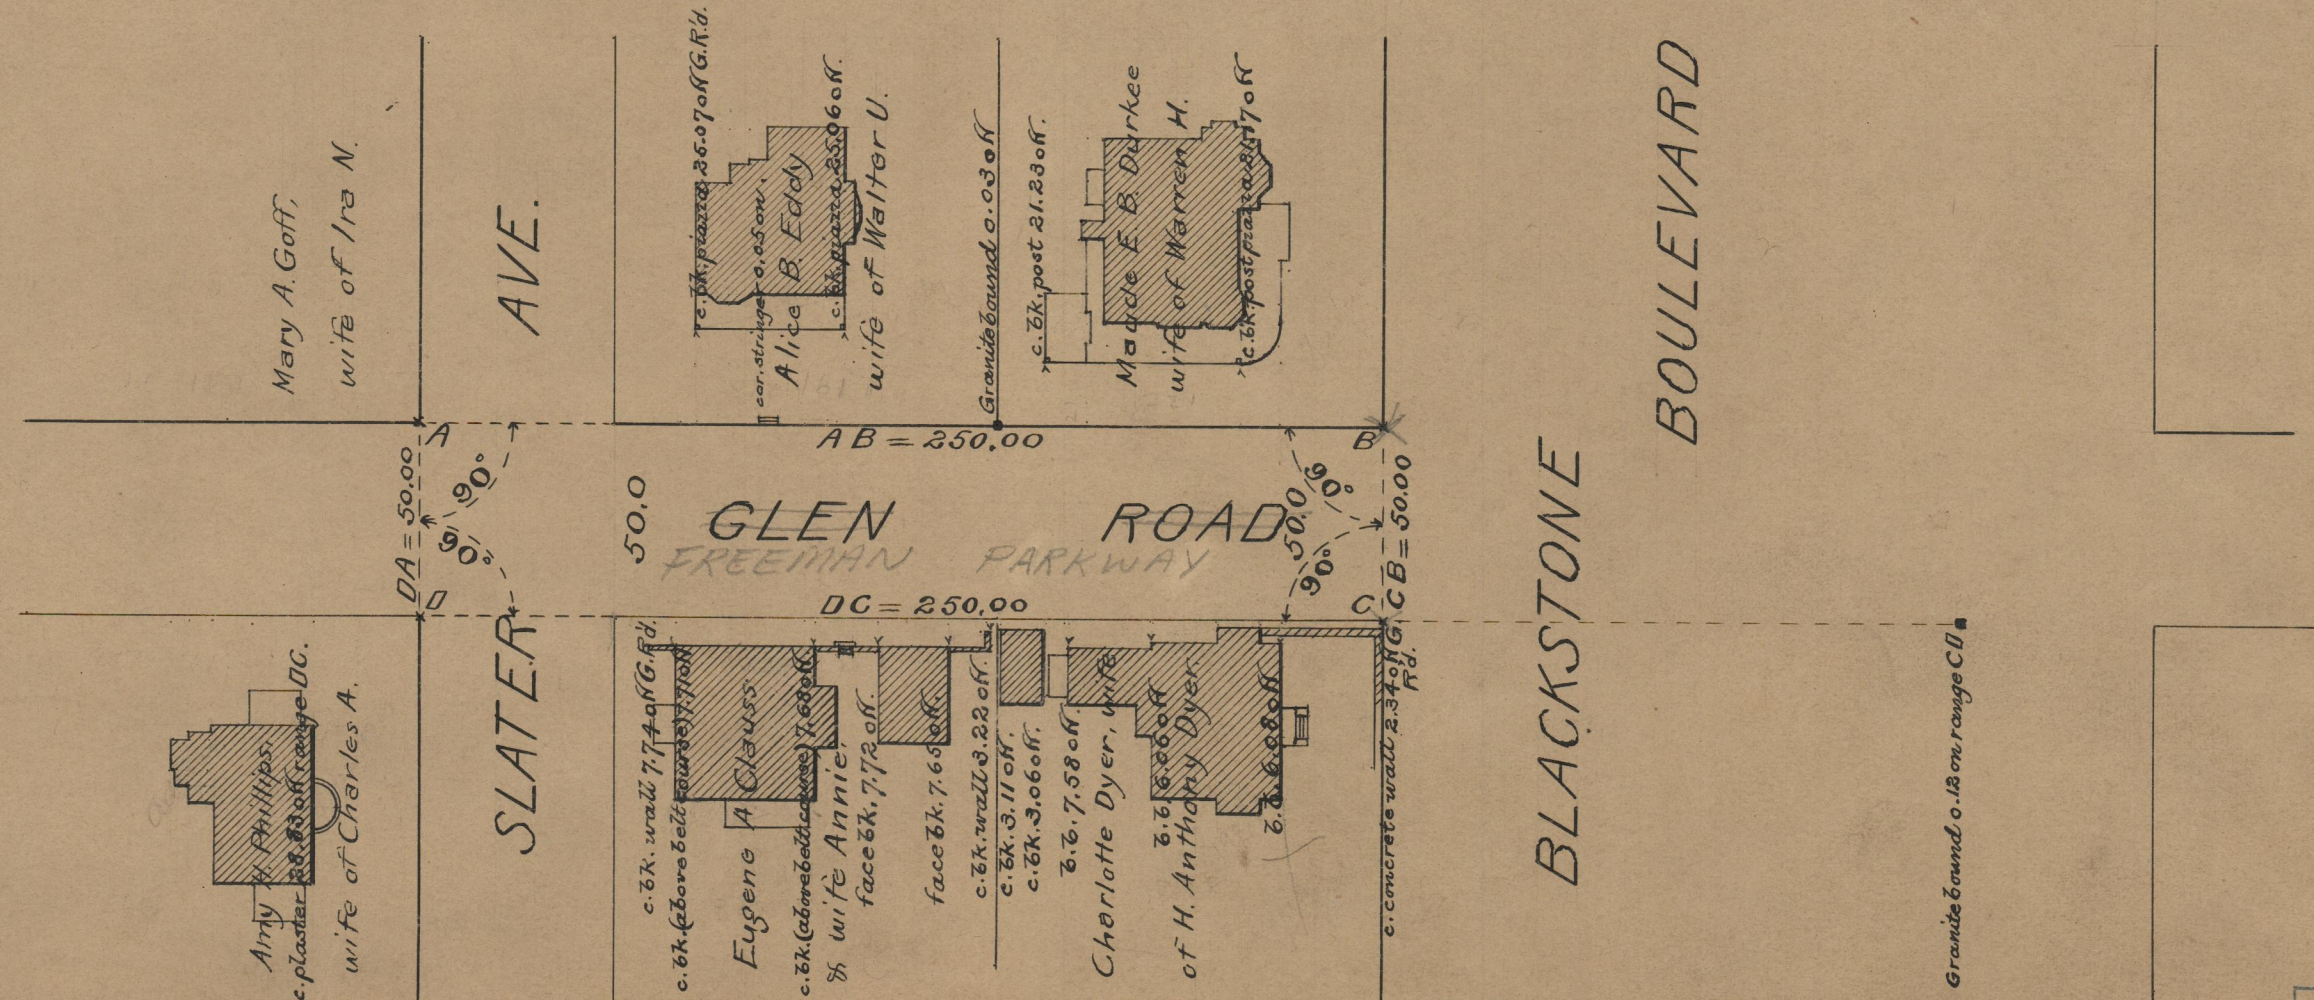 Mary A. Goff,
wife of Ira N.
AVE.
c. bk. piazza 26.07 off G. R'd.
cor. stringer 0.05 on.
Alice B. Eddy
c. bk. piazza 25.06 off.
wife of Walter U.
Granite bound 0.03 off
c. bk. post 21.23 off.
Maude E. B. Durkee
wife of Warren H.
c. bk. post piazza
BOULEVARD
A
AB = 250.00
B
DA = 50.00
90°
90°
50.0
GLEN ROAD
FREEMAN PARKWAY
50.0
90°
90°
CB = 50.00
D
DC = 250.00
C
SLATER
Amy H. Phillips,
c. plaster 28.83 off range DC.
wife of Charles A.
c. bk. wall 7.74 off G. R'd.
c. bk. (above belt course) 7.71 off
Eugene A Clauss
c. bk. (above belt course) 7.68 off.
& wife Annie.
face bk. 7.72 off.
face bk. 7.65 off.
c. bk. wall 3.22 off.
c. bk. 3.11 off.
c. bk. 3.06 off.
b. b. 7.58 off.
Charlotte Dyer, wife
b. b. 6.06 off
of H. Anthony Dyer.
b. b. 6.08 off
c. concrete wall 2.34 off G.
R'd.
BLACKSTONE
Granite bound 0.12 on range CD